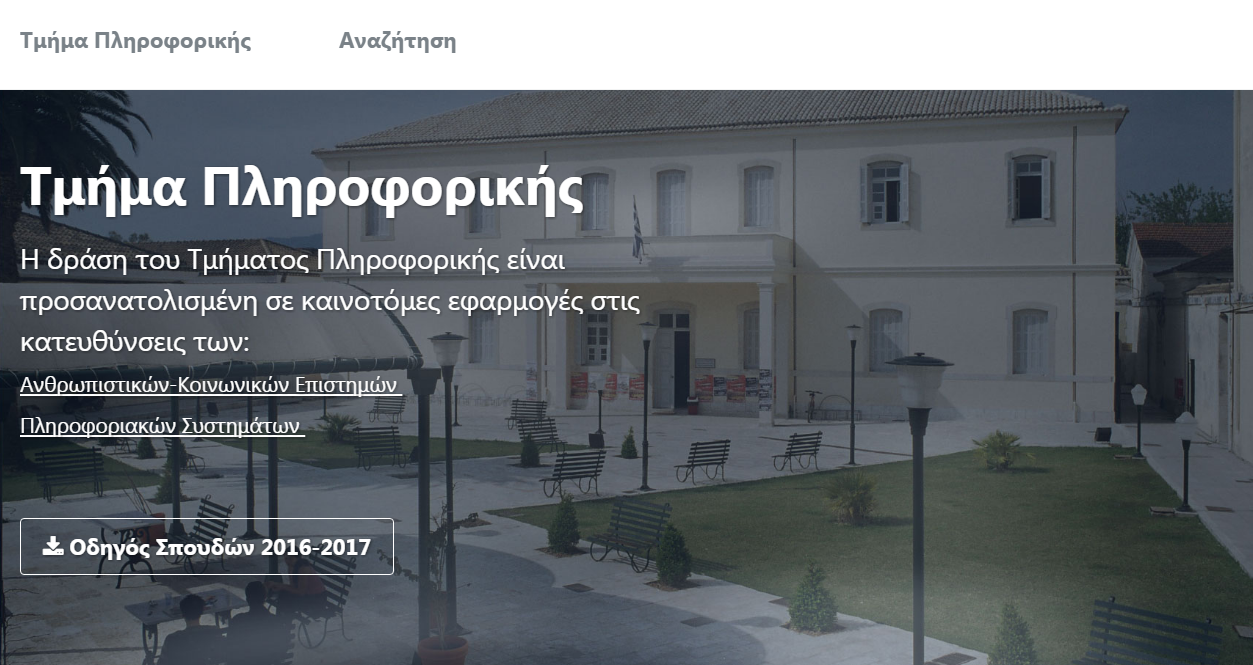 Τμήμα Πληροφορικής Αναζήτηση
Τμήμα Πληροφορικής
Η δράση του Τμήματος Πληροφορικής είναι
προσανατολισμένη σε καινοτόμες εφαρμογές στις
κατευθύνσεις των:
Ανθρωπιστικών-Κοινωνικών Επιστημών
Πληροφοριακών Συστημάτων
Οδηγός Σπουδών 2016-2017